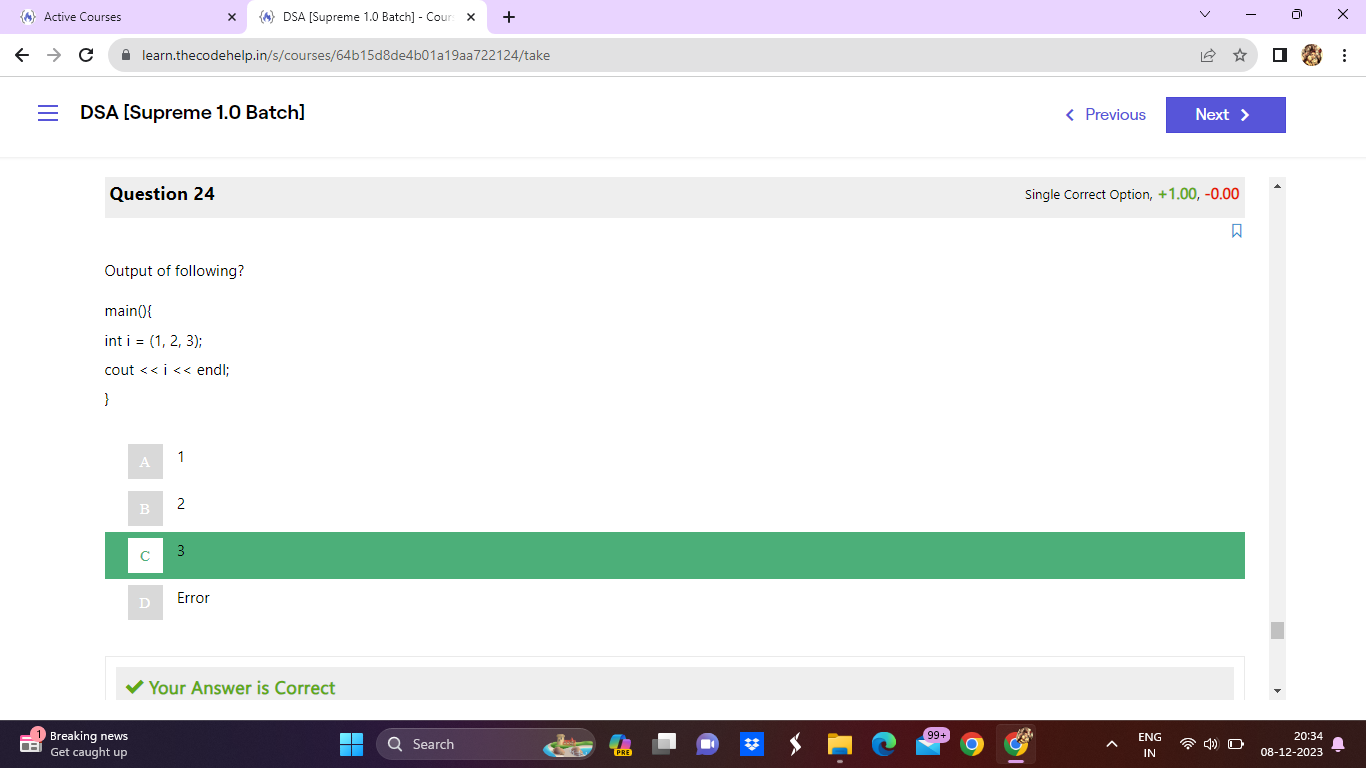 Active Courses
DSA [Supreme 1.0 Batch] - Cour
learn.thecodehelp.in/s/courses/64b15d8de4b01a19aa722124/take
DSA [Supreme 1.0 Batch]
Previous
Next
Question 24
Single Correct Option, +1.00, -0.00
Output of following?
main(){
int i = (1, 2, 3);
cout << i << endl;
}
A 1
B 2
C 3
D Error
Your Answer is Correct
1
Breaking news
Get caught up
Search
PRE
99+
ENG
IN
20:34
08-12-2023